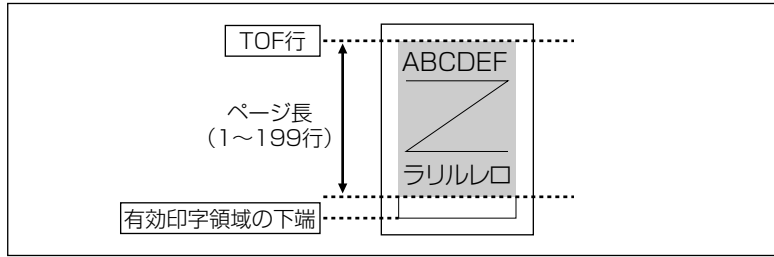 TOF行
ABCDEF
ページ長
（1～199行）
ラリルレロ
有効印字領域の下端